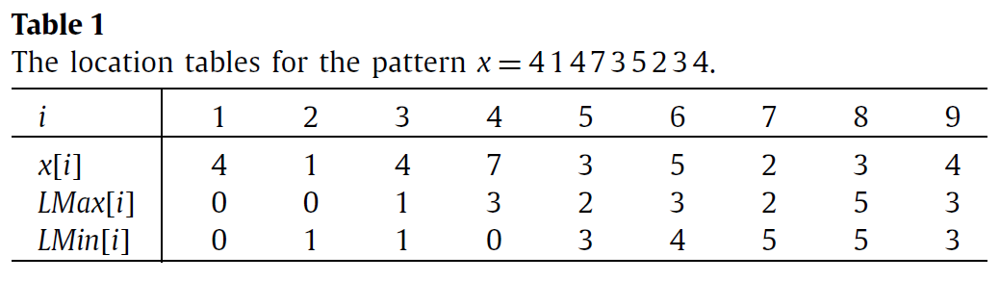 Table 1
The location tables for the pattern x = 4 1 4 7 3 5 2 3 4.
i 1 2 3 4 5 6 7 8 9
x[i] 4 1 4 7 3 5 2 3 4
LMax[i] 0 0 1 3 2 3 2 5 3
LMin[i] 0 1 1 0 3 4 5 5 3